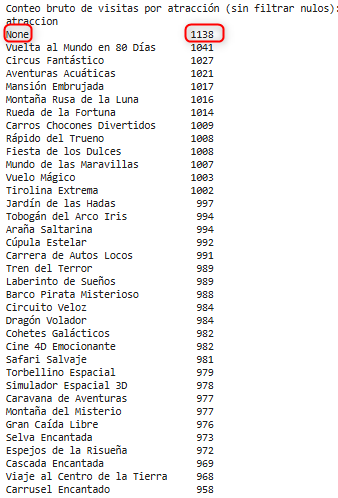 Conteo bruto de visitas por atracción (sin filtrar nulos):
atraccion
None 1138
Vuelta al Mundo en 80 Días 1041
Circus Fantástico 1027
Aventuras Acuáticas 1021
Mansión Embrujada 1017
Montaña Rusa de la Luna 1016
Rueda de la Fortuna 1014
Carros Chocones Divertidos 1009
Rápido del Trueno 1008
Fiesta de los Dulces 1008
Mundo de las Maravillas 1007
Vuelo Mágico 1003
Tirolina Extrema 1002
Jardín de las Hadas 997
Tobogán del Arco Iris 994
Araña Saltarina 994
Cúpula Estelar 992
Carrera de Autos Locos 991
Tren del Terror 989
Laberinto de Sueños 989
Barco Pirata Misterioso 988
Circuito Veloz 984
Dragón Volador 984
Cohetes Galácticos 982
Cine 4D Emocionante 982
Safari Salvaje 981
Torbellino Espacial 979
Simulador Espacial 3D 978
Caravana de Aventuras 977
Montaña del Misterio 977
Gran Caída Libre 976
Selva Encantada 973
Espejos de la Risueña 972
Cascada Encantada 969
Viaje al Centro de la Tierra 968
Carrusel Encantado 958